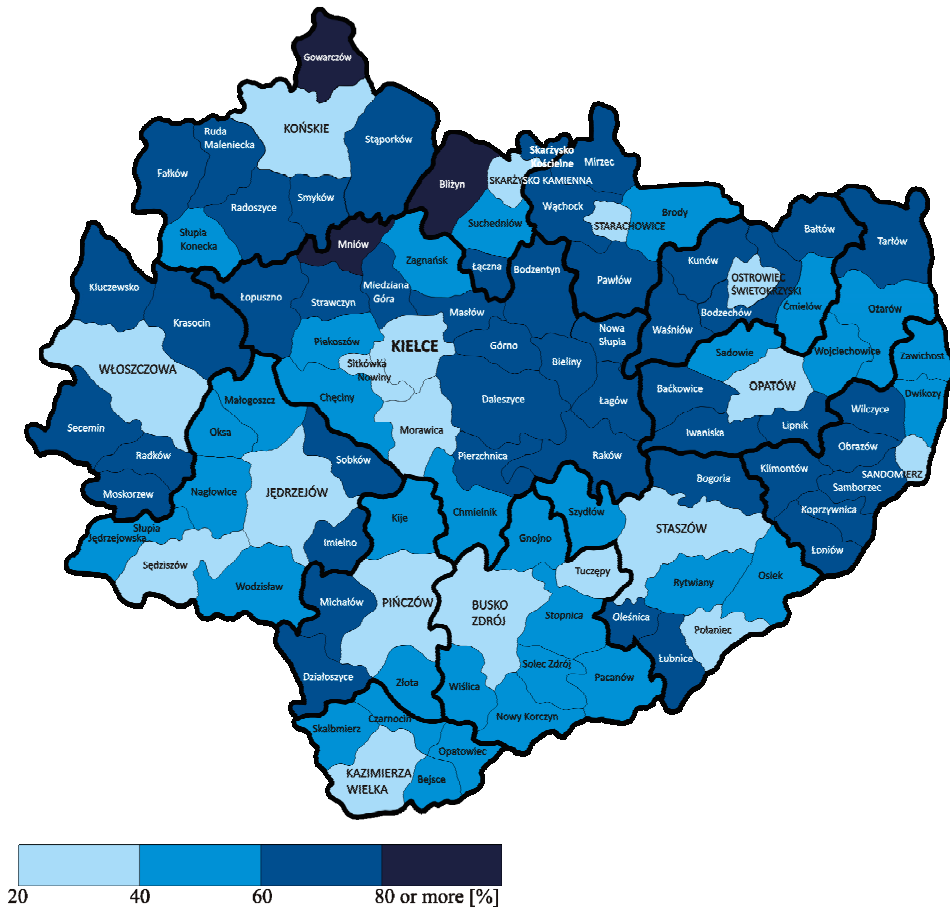 Gowarczów
KOŃSKIE
Ruda
Maleniecka
Stąporków
Fałków
Radoszyce
Smyków
Słupia
Konecka
Bliżyn
Skarżysko
Kościelne
SKARŻYSKO KAMIENNA
Mirzec
Wąchock
STARACHOWICE
Brody
Suchedniów
Mniów
Zagnańsk
Łączna
Bodzentyn
Pawłów
Kunów
Bałtów
Tarłów
OSTROWIEC
ŚWIETOKRZYSKI
Bodzechów
Ćmielów
Ożarów
Waśniów
Kluczewsko
Krasocin
Łopuszno
Strawczyn
Miedziana
Góra
Masłów
Piekoszów
KIELCE
Górno
Bieliny
Nowa
Słupia
Sadowie
Wojciechowice
Zawichost
Sitkówka
Nowiny
WŁOSZCZOWA
Chęciny
Daleszyce
Łagów
Baćkowice
OPATÓW
Dwikozy
Małogoszcz
Oksa
Morawica
Iwaniska
Lipnik
Wilczyce
Secemin
Radków
Sobków
Pierzchnica
Raków
Obrazów
Moskorzew
Nagłowice
JĘDRZEJÓW
Bogoria
Klimontów
SANDOMIERZ
Samborzec
Koprzywnica
Słupia
Jędrzejowska
Imielno
Kije
Chmielnik
Gnojno
Szydłów
STASZÓW
Łoniów
Sędziszów
Wodzisław
Michałów
PIŃCZÓW
BUSKO
ZDRÓJ
Tuczępy
Rytwiany
Osiek
Stopnica
Oleśnica
Połaniec
Działoszyce
Złota
Wiślica
Solec Zdrój
Pacanów
Łubnice
Skalbmierz
Czarnocin
Nowy Korczyn
Opatowiec
KAZIMIERZA
WIELKA
Bejsce
20 40 60 80 or more [%]